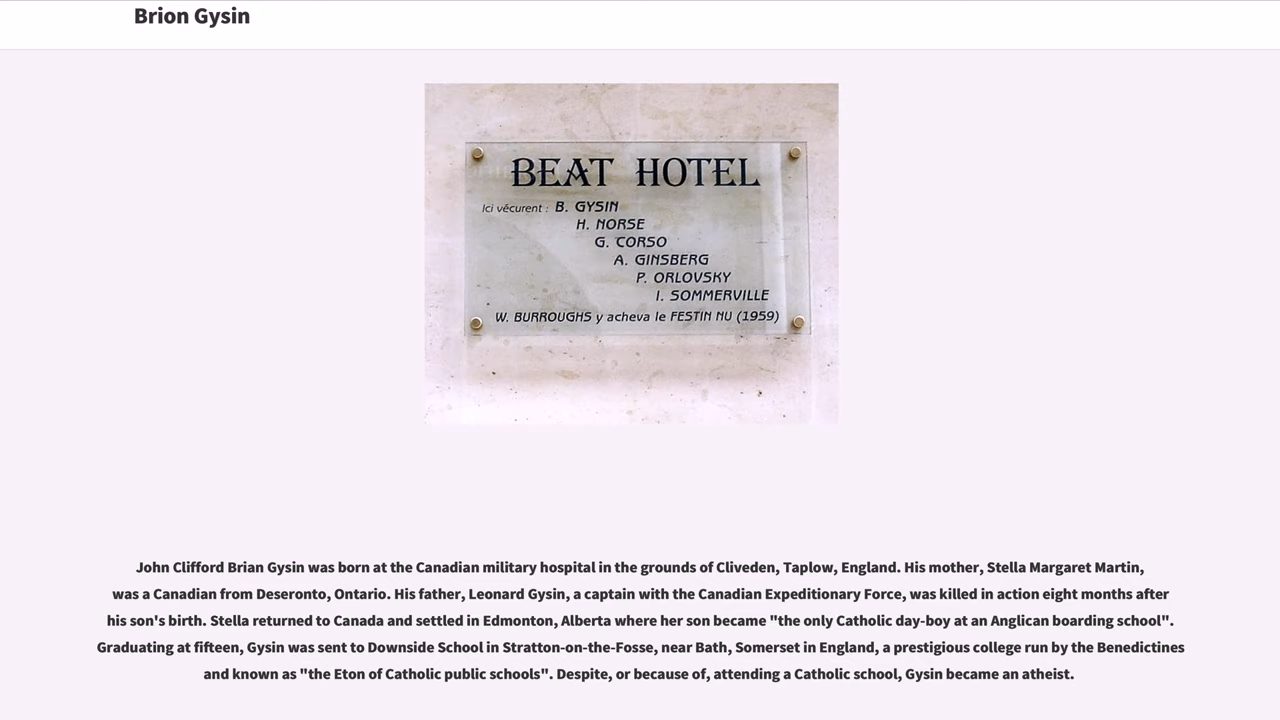 Brion Gysin
BEAT HOTEL
Ici vécurent : B. GYSIN
H. NORSE
G. CORSO
A. GINSBERG
P. ORLOVSKY
I. SOMMERVILLE
W. BURROUGHS y acheva le FESTIN NU (1959)
John Clifford Brian Gysin was born at the Canadian military hospital in the grounds of Cliveden, Taplow, England. His mother, Stella Margaret Martin,
was a Canadian from Deseronto, Ontario. His father, Leonard Gysin, a captain with the Canadian Expeditionary Force, was killed in action eight months after
his son's birth. Stella returned to Canada and settled in Edmonton, Alberta where her son became "the only Catholic day-boy at an Anglican boarding school".
Graduating at fifteen, Gysin was sent to Downside School in Stratton-on-the-Fosse, near Bath, Somerset in England, a prestigious college run by the Benedictines
and known as "the Eton of Catholic public schools". Despite, or because of, attending a Catholic school, Gysin became an atheist.